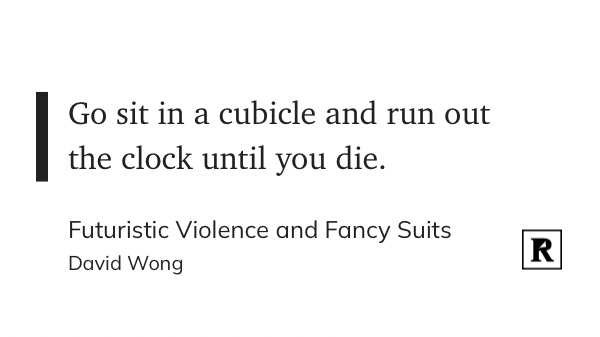 Go sit in a cubicle and run out
the clock until you die.
Futuristic Violence and Fancy Suits
David Wong
R